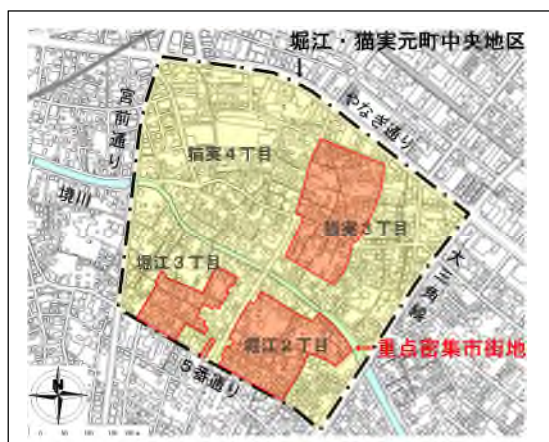 堀江・猫実元町中央地区
やなぎ通り
宮前通り
猫実4丁目
境川
猫実3丁目
大三角線
堀江3丁目
堀江2丁目
重点密集市街地
5番通り
N